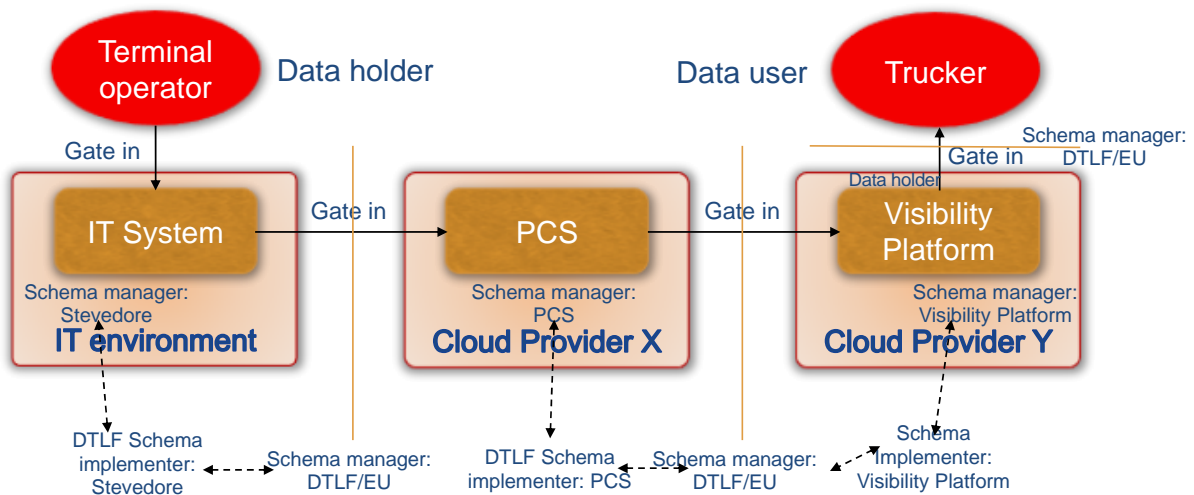 Terminal
operator
Data holder
Data user
Trucker
Gate in
Schema manager:
DTLF/EU
Gate in
Data holder
IT System
Gate in
PCS
Gate in
Visibility
Platform
Schema manager:
Stevedore
IT environment
Schema manager:
PCS
Cloud Provider X
Schema manager:
Visibility Platform
Cloud Provider Y
DTLF Schema
implementer:
Stevedore
Schema manager:
DTLF/EU
DTLF Schema
implementer: PCS
Schema manager:
DTLF/EU
Schema
Implementer:
Visibility Platform